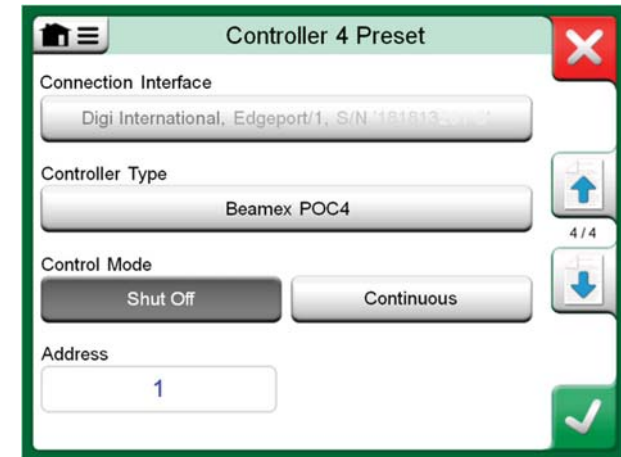 Controller 4 Preset
Connection Interface
Digi International, Edgeport/1, S/N '181813
Controller Type
Beamex POC4
4 / 4
Control Mode
Shut Off
Continuous
Address
1